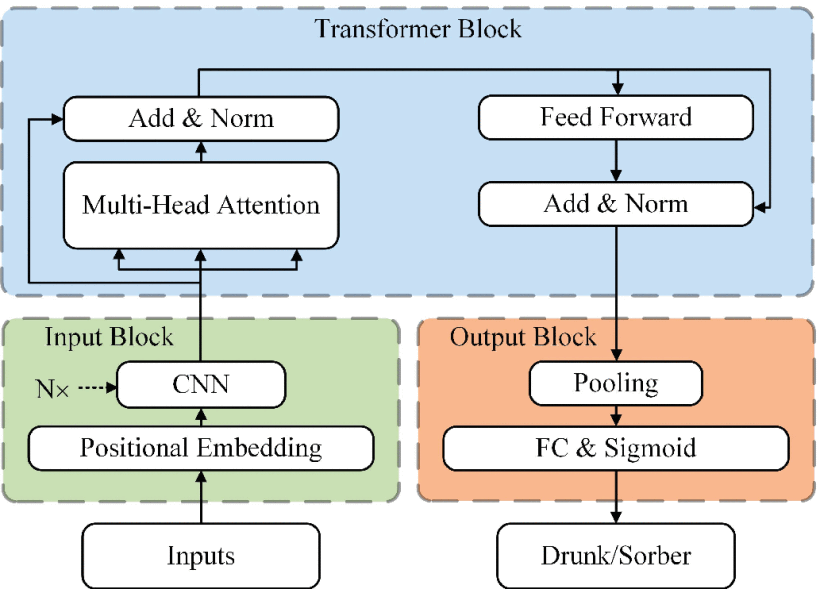 Transformer Block
Add & Norm
Multi-Head Attention
Feed Forward
Add & Norm
Input Block
N×
CNN
Positional Embedding
Inputs
Output Block
Pooling
FC & Sigmoid
Drunk/Sorber